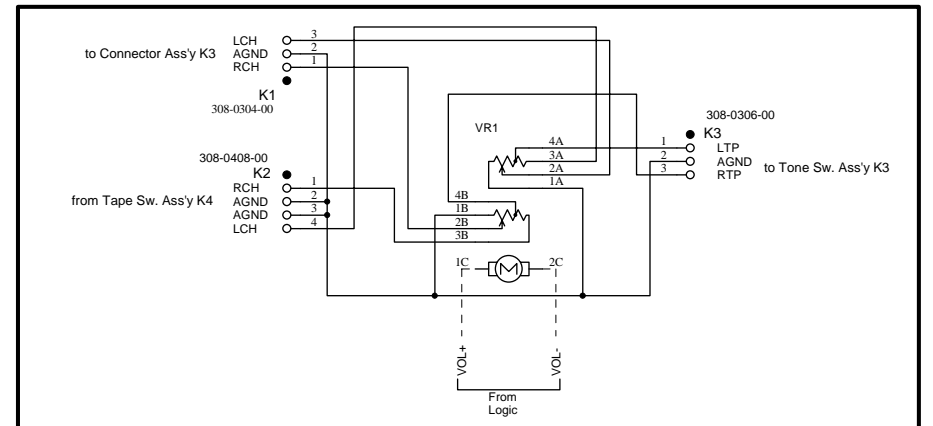 to Connector Ass'y K3
LCH 3
AGND 2
RCH 1
K1
308-0304-00
308-0408-00
K2
from Tape Sw. Ass'y K4
RCH 1
AGND 2
AGND 3
LCH 4
VR1
4A
3A
2A
1A
4B
1B
2B
3B
1C
M
2C
308-0306-00
K3
1 LTP
2 AGND
3 RTP
to Tone Sw. Ass'y K3
VOL+
VOL-
From
Logic